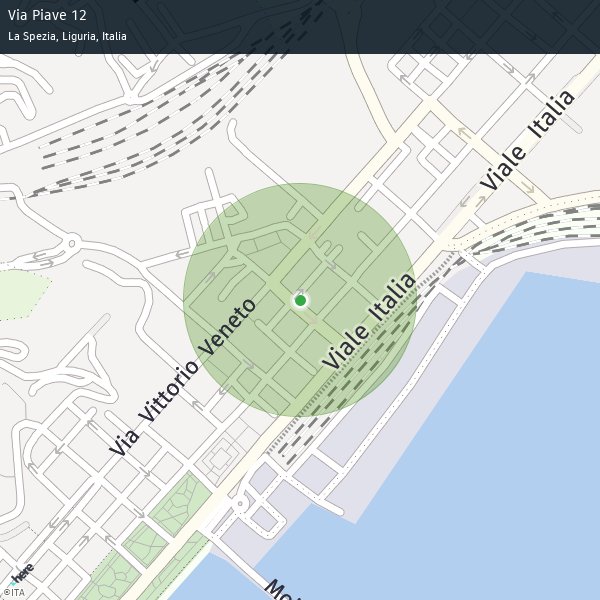 Via Piave 12
La Spezia, Liguria, Italia
Viale Italia
Viale Italia
Via Vittorio Veneto
here
©ITA